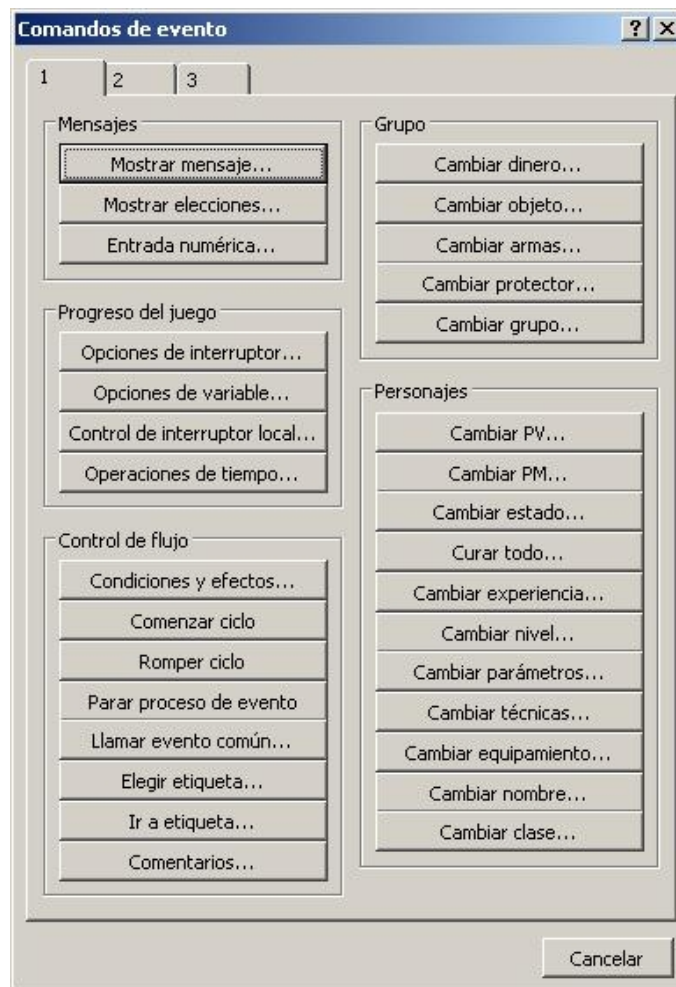 Comandos de evento
1
2
3
Mensajes
Mostrar mensaje...
Mostrar elecciones...
Entrada numérica...
Progreso del juego
Opciones de interruptor...
Opciones de variable...
Control de interruptor local...
Operaciones de tiempo...
Control de flujo
Condiciones y efectos...
Comenzar ciclo
Romper ciclo
Parar proceso de evento
Llamar evento común...
Elegir etiqueta...
Ir a etiqueta...
Comentarios...
Grupo
Cambiar dinero...
Cambiar objeto...
Cambiar armas...
Cambiar protector...
Cambiar grupo...
Personajes
Cambiar PV...
Cambiar PM...
Cambiar estado...
Curar todo...
Cambiar experiencia...
Cambiar nivel...
Cambiar parámetros...
Cambiar técnicas...
Cambiar equipamiento...
Cambiar nombre...
Cambiar clase...
Cancelar